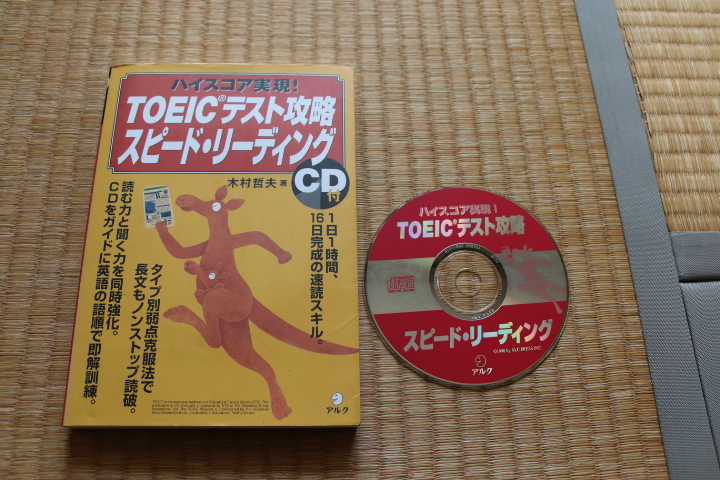 ハイスコア実現!
TOEIC®テスト攻略
スピード・リーディング
木村哲夫 著
CD付
1日1時間、
16日完成の速読スキル。
タイプ別弱点克服法で
長文もノンストップ読破。
読む力と聞く力を同時強化。
CDをガイドに英語の語順で即解訓練。
アルク
ハイスコア実現!
TOEIC®テスト攻略
スピード・リーディング
アルク